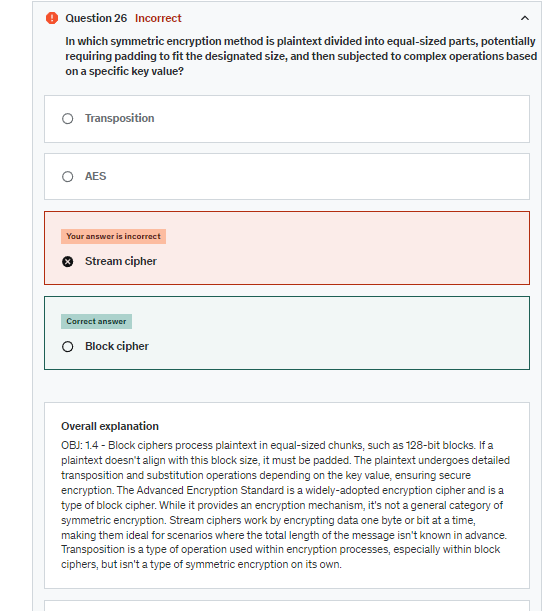 Question 26 Incorrect
In which symmetric encryption method is plaintext divided into equal-sized parts, potentially
requiring padding to fit the designated size, and then subjected to complex operations based
on a specific key value?
Transposition
AES
Your answer is incorrect
Stream cipher
Correct answer
Block cipher
Overall explanation
OBJ: 1.4 - Block ciphers process plaintext in equal-sized chunks, such as 128-bit blocks. If a
plaintext doesn't align with this block size, it must be padded. The plaintext undergoes detailed
transposition and substitution operations depending on the key value, ensuring secure
encryption. The Advanced Encryption Standard is a widely-adopted encryption cipher and is a
type of block cipher. While it provides an encryption mechanism, it's not a general category of
symmetric encryption. Stream ciphers work by encrypting data one byte or bit at a time,
making them ideal for scenarios where the total length of the message isn't known in advance.
Transposition is a type of operation used within encryption processes, especially within block
ciphers, but isn't a type of symmetric encryption on its own.